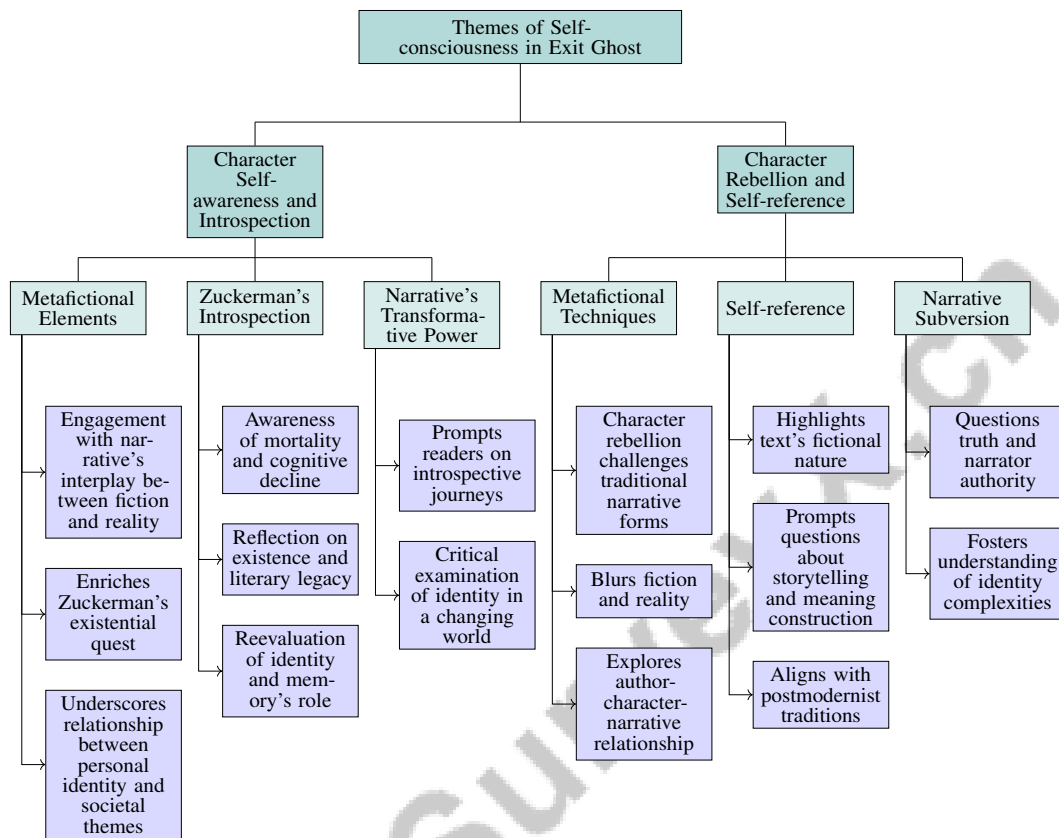 Themes of Self-
consciousness in Exit Ghost
Character
Self-
awareness and
Introspection
Character
Rebellion and
Self-reference
Metafictional
Elements
Zuckerman's
Introspection
Narrative's
Transforma-
tive Power
Metafictional
Techniques
Self-reference
Narrative
Subversion
Engagement
with nar-
rative's
interplay be-
tween fiction
and reality
Enriches
Zuckerman's
existential
quest
Underscores
relationship
between
personal
identity and
societal
themes
Awareness
of mortality
and cognitive
decline
Reflection on
existence and
literary legacy
Reevaluation
of identity
and mem-
ory's role
Prompts
readers on
introspective
journeys
Critical
examination
of identity in
a changing
world
Character
rebellion
challenges
traditional
narrative
forms
Blurs fiction
and reality
Explores
author-
character-
narrative
relationship
Highlights
text's fictional
nature
Prompts
questions
about
storytelling
and meaning
construction
Aligns with
postmodernist
traditions
Questions
truth and
narrator
authority
Fosters
understanding
of identity
complexities